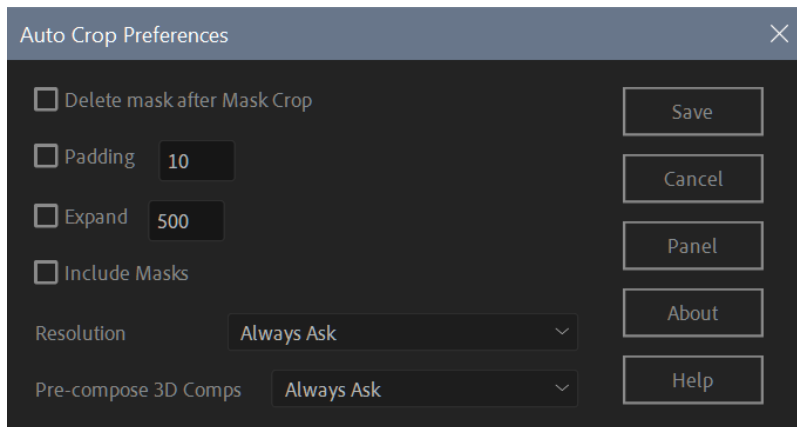 Auto Crop Preferences
Delete mask after Mask Crop
Save
Padding 10
Cancel
Expand 500
Panel
Include Masks
About
Resolution Always Ask
Help
Pre-compose 3D Comps Always Ask